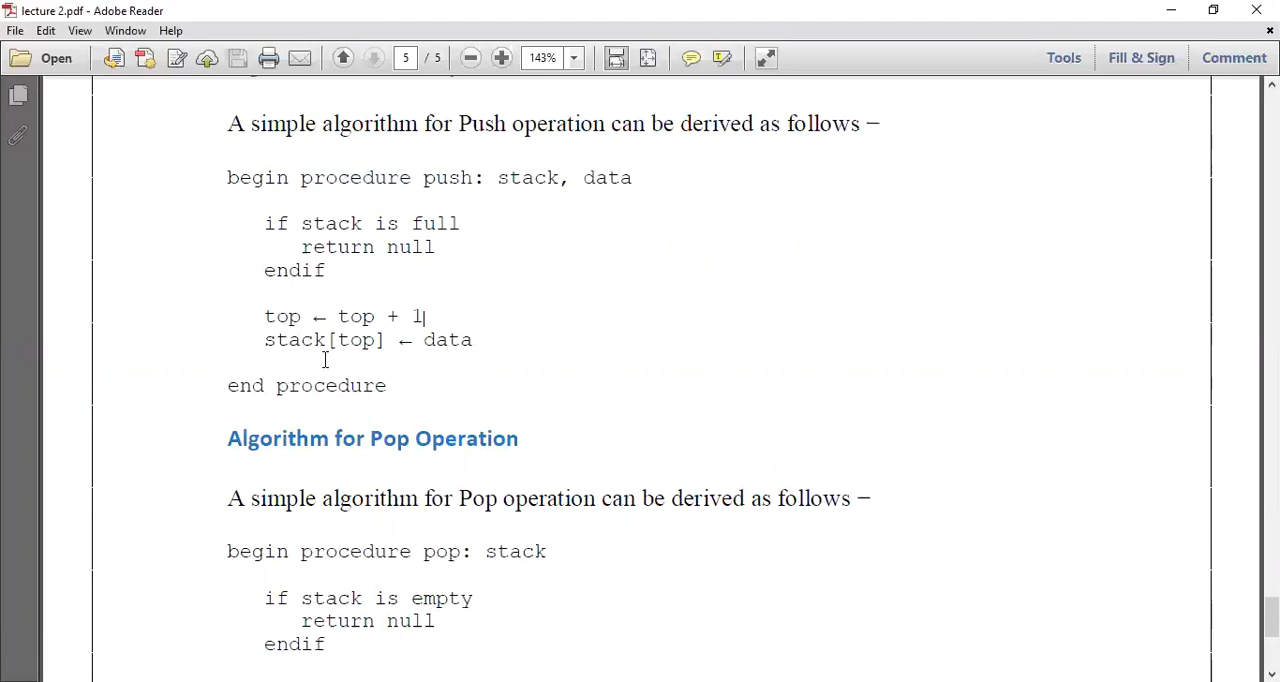 lecture 2.pdf - Adobe Reader
File Edit View Window Help
Open 5 / 5 143% Tools Fill & Sign Comment
A simple algorithm for Push operation can be derived as follows −
begin procedure push: stack, data
if stack is full
return null
endif
top ← top + 1
stack[top] ← data
end procedure
Algorithm for Pop Operation
A simple algorithm for Pop operation can be derived as follows −
begin procedure pop: stack
if stack is empty
return null
endif